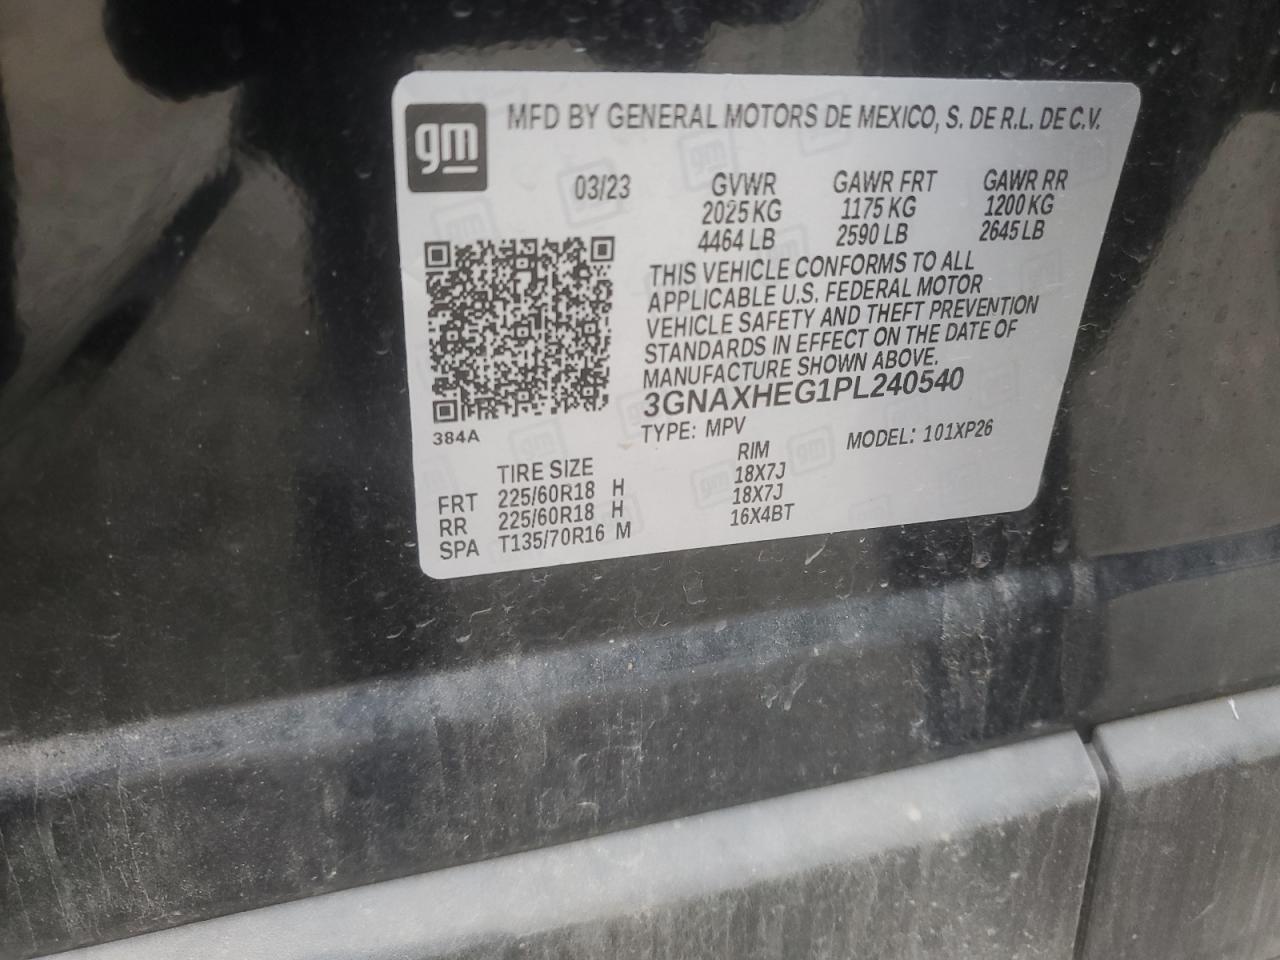 gm
MFD BY GENERAL MOTORS DE MEXICO, S. DE R.L. DE C.V.
03/23 GVWR GAWR FRT GAWR RR
2025 KG 1175 KG 1200 KG
4464 LB 2590 LB 2645 LB
THIS VEHICLE CONFORMS TO ALL
APPLICABLE U.S. FEDERAL MOTOR
VEHICLE SAFETY AND THEFT PREVENTION
STANDARDS IN EFFECT ON THE DATE OF
MANUFACTURE SHOWN ABOVE.
3GNAXHEG1PL240540
384A
TYPE: MPV MODEL: 101XP26
TIRE SIZE RIM
FRT 225/60R18 H 18X7J
RR 225/60R18 H 18X7J
SPA T135/70R16 M 16X4BT